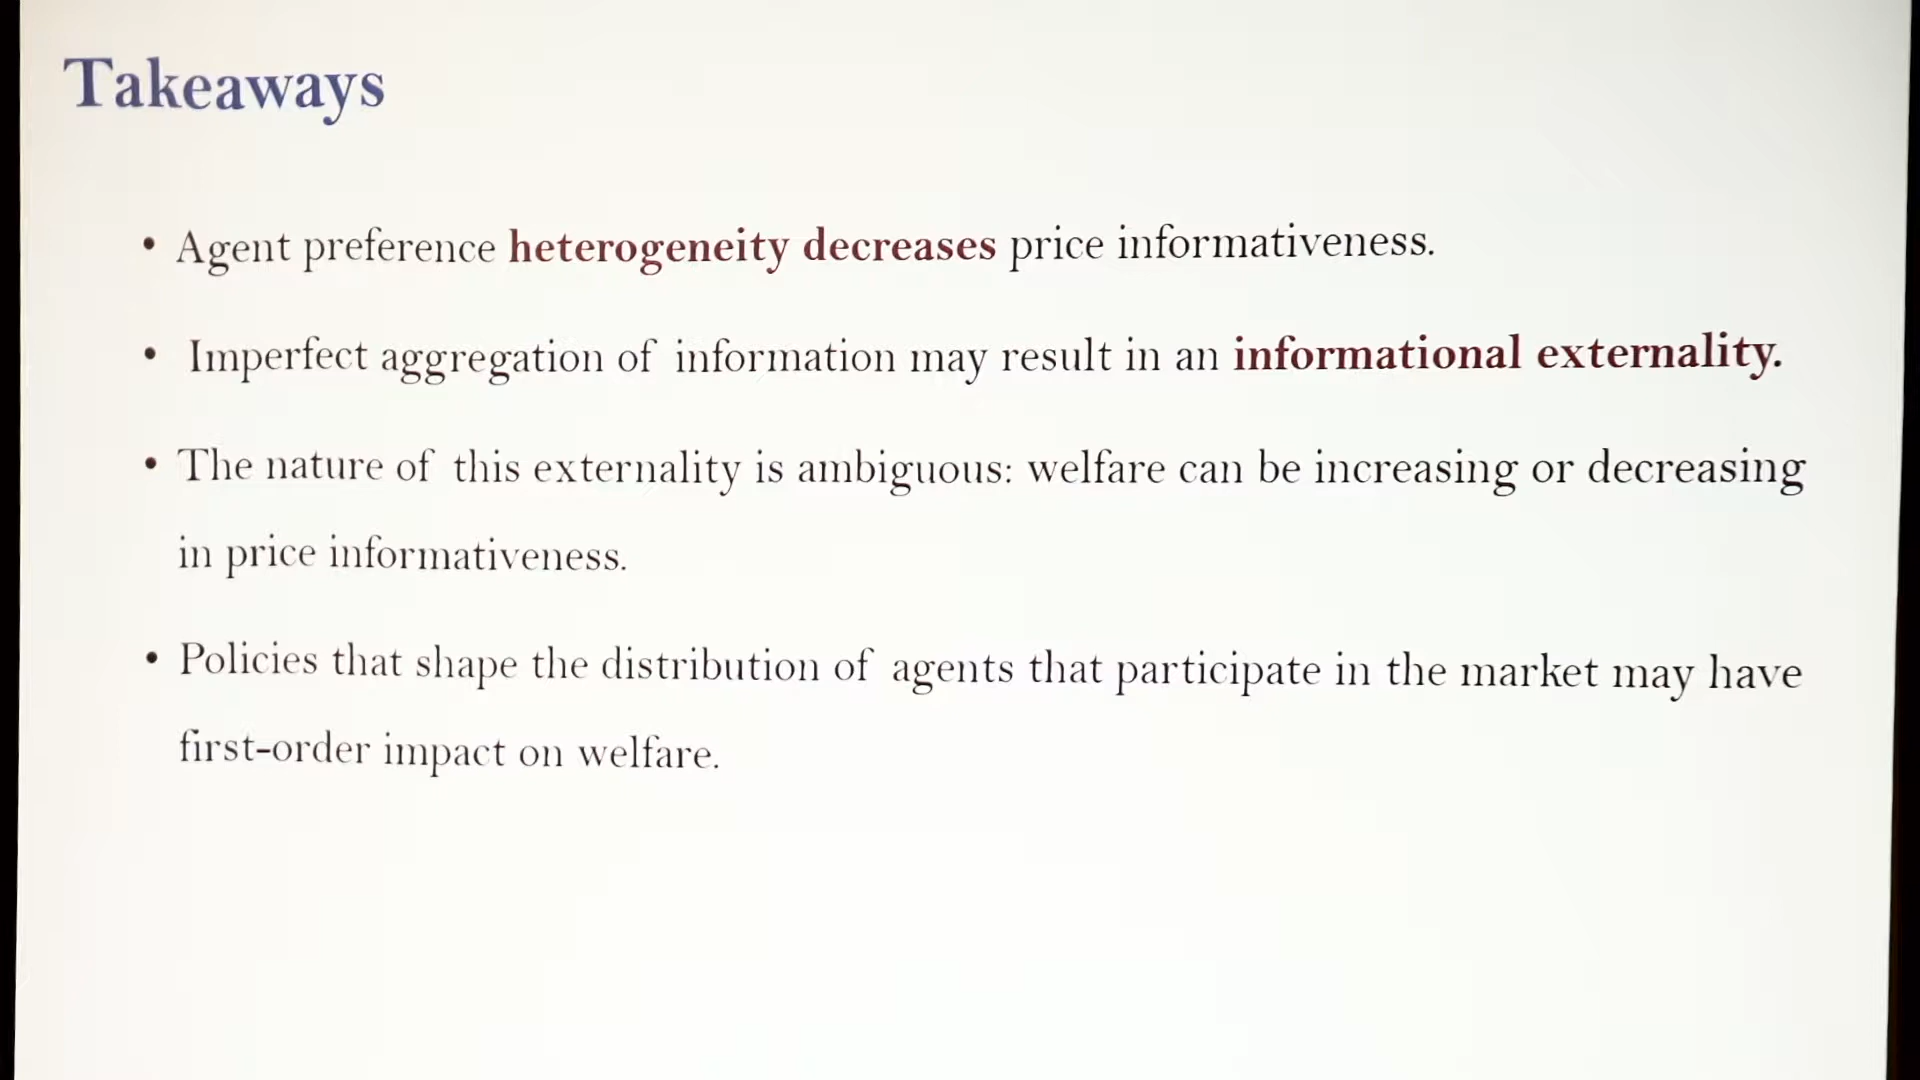 Takeaways
• Agent preference heterogeneity decreases price informativeness.
• Imperfect aggregation of information may result in an informational externality.
• The nature of this externality is ambiguous: welfare can be increasing or decreasing
in price informativeness.
• Policies that shape the distribution of agents that participate in the market may have
first-order impact on welfare.